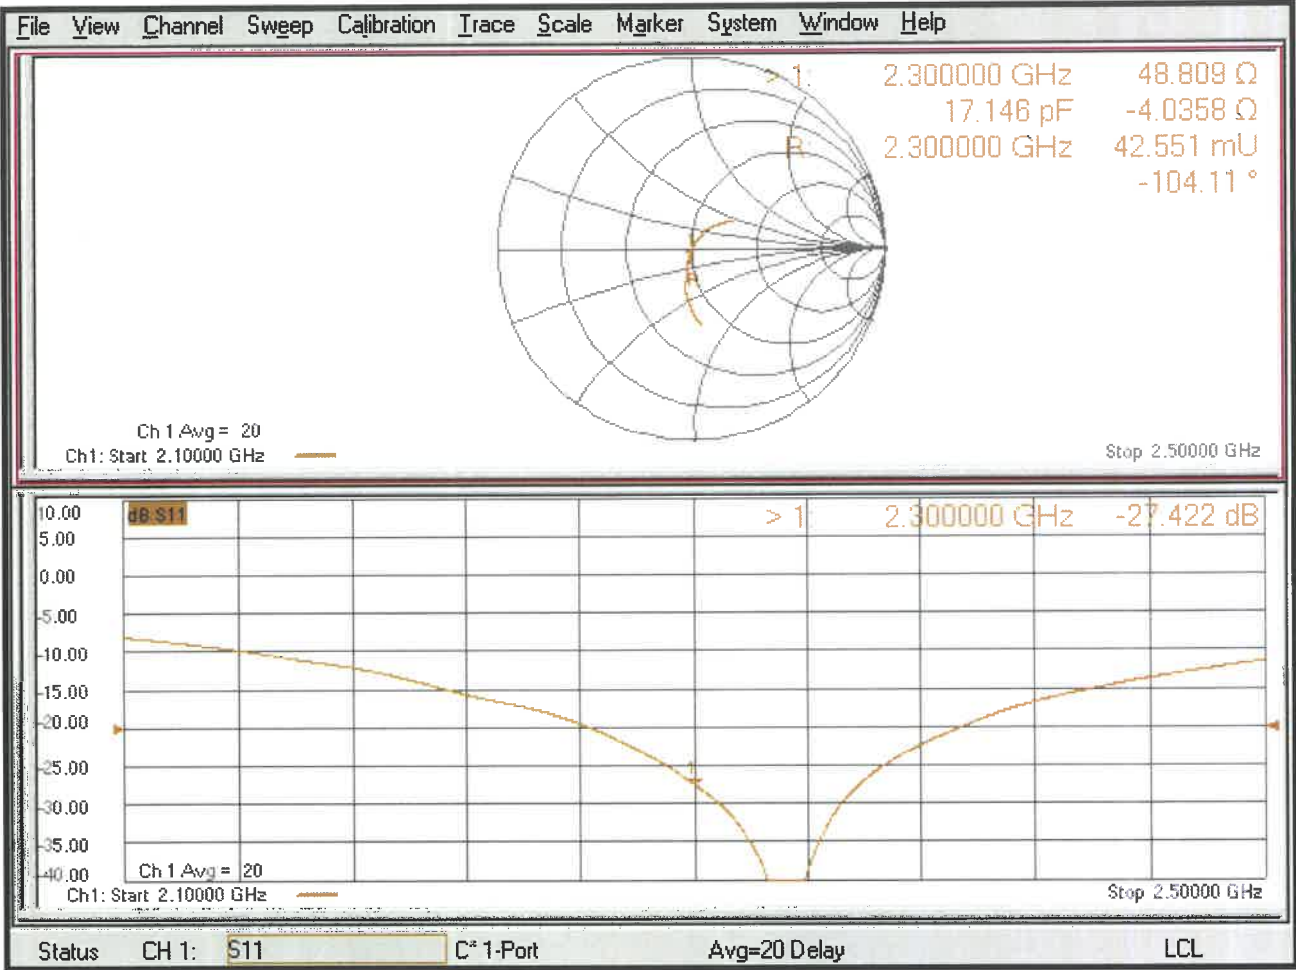 File View Channel Sweep Calibration Trace Scale Marker System Window Help
> 1: 2.300000 GHz 48.809 Ω
17.146 pF -4.0358 Ω
R 2.300000 GHz 42.551 mU
-104.11 °
Ch 1 Avg = 20
Ch1: Start 2.10000 GHz
Stop 2.50000 GHz
10.00
dB S11
> 1 2.300000 GHz -27.422 dB
5.00
0.00
-5.00
-10.00
-15.00
-20.00
-25.00
1
-30.00
-35.00
-40.00
Ch 1 Avg = 20
Ch1: Start 2.10000 GHz
Stop 2.50000 GHz
Status CH 1: S11 C* 1-Port Avg=20 Delay LCL